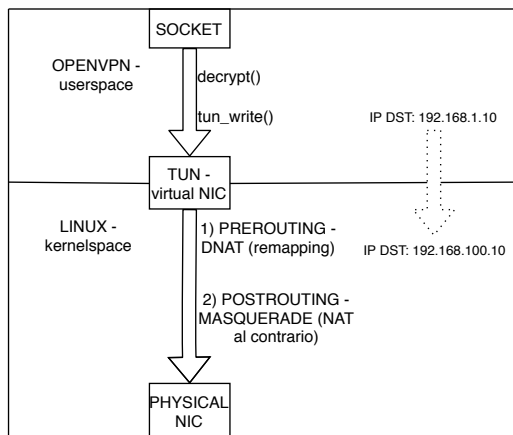 SOCKET
OPENVPN -
userspace
decrypt()
tun_write()
IP DST: 192.168.1.10
TUN -
virtual NIC
LINUX -
kernelspace
1) PREROUTING -
DNAT (remapping)
IP DST: 192.168.100.10
2) POSTROUTING -
MASQUERADE (NAT
al contrario)
PHYSICAL
NIC